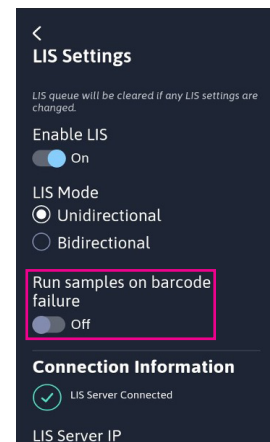 LIS Settings
LIS queue will be cleared if any LIS settings are
changed.
Enable LIS
On
LIS Mode
Unidirectional
Bidirectional
Run samples on barcode
failure
Off
Connection Information
LIS Server Connected
LIS Server IP